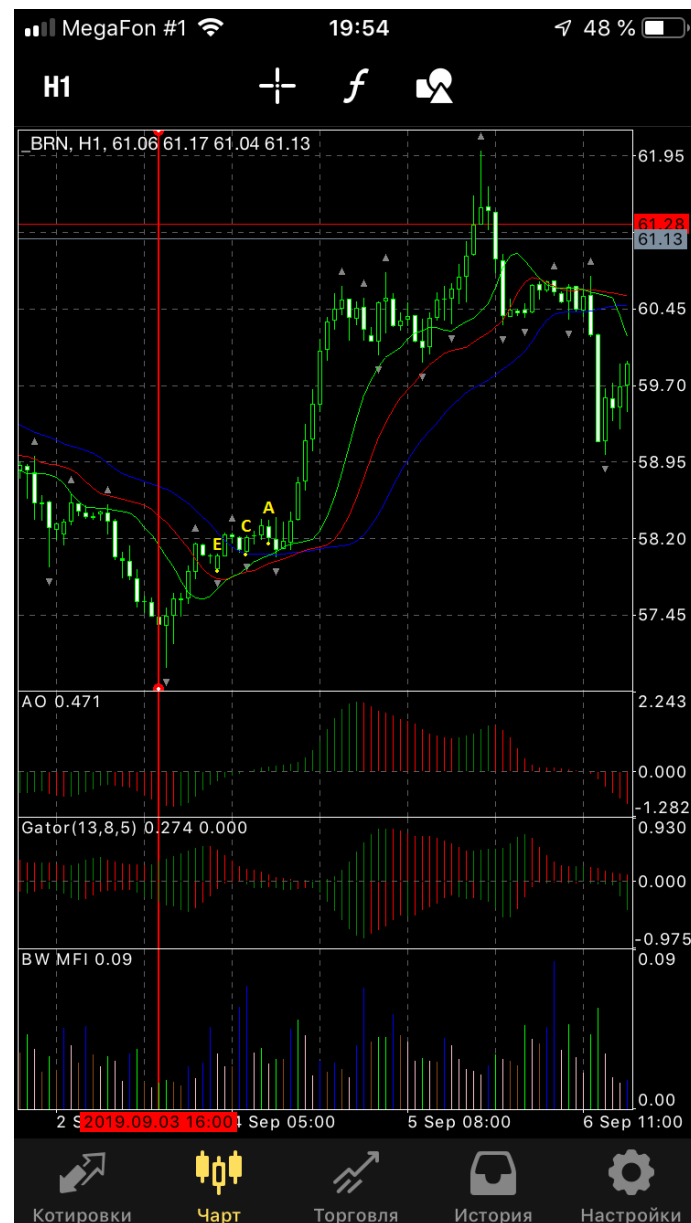 MegaFon #1 19:54 48 %
H1 f
_BRN, H1, 61.06 61.17 61.04 61.13
61.95
61.28
61.13
60.45
59.70
58.95
A
C
E
58.20
57.45
AO 0.471
2.243
0.000
-1.282
Gator(13,8,5) 0.274 0.000
0.930
0.000
-0.975
BW MFI 0.09
0.09
0.00
2 S 2019.09.03 16:00 Sep 05:00 5 Sep 08:00 6 Sep 11:00
Котировки Чарт Торговля История Настройки